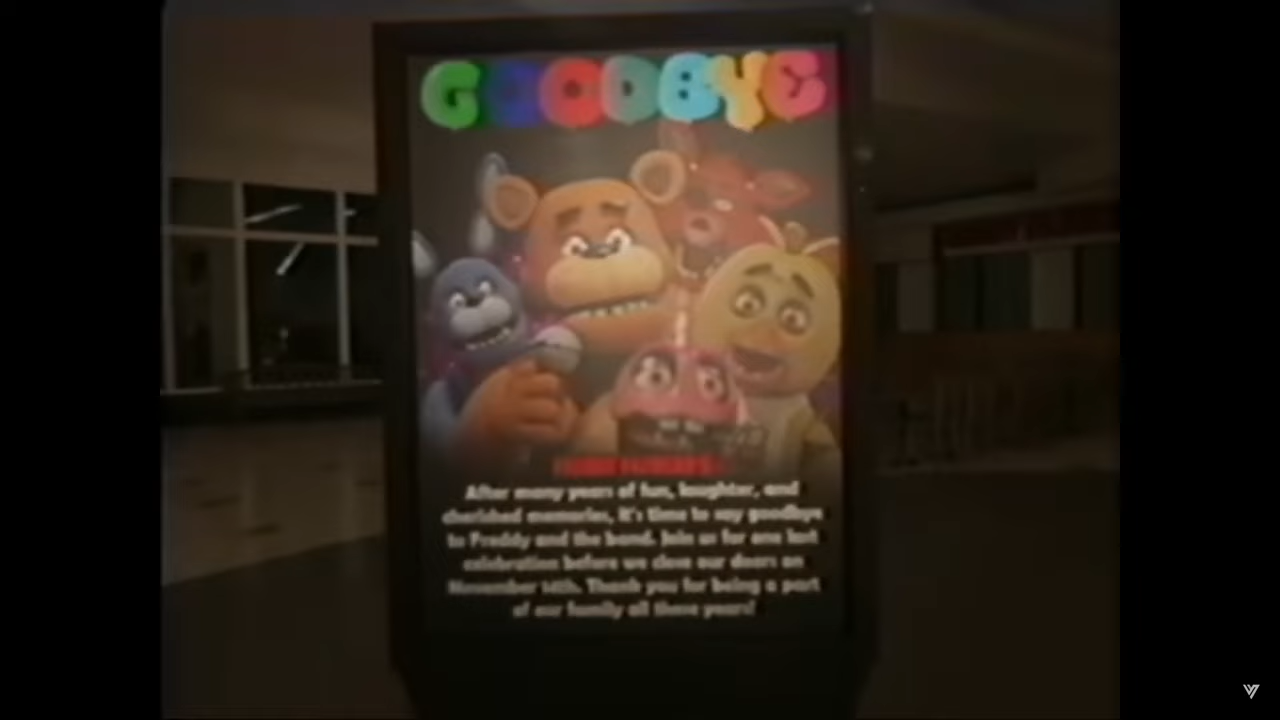 GOODBYE
After many years of fun, laughter, and
cherished memories, it's time to say goodbye
to Freddy and the band. Join us for one last
celebration before we close our doors on
November 14th. Thank you for being a part
of our family all these years!